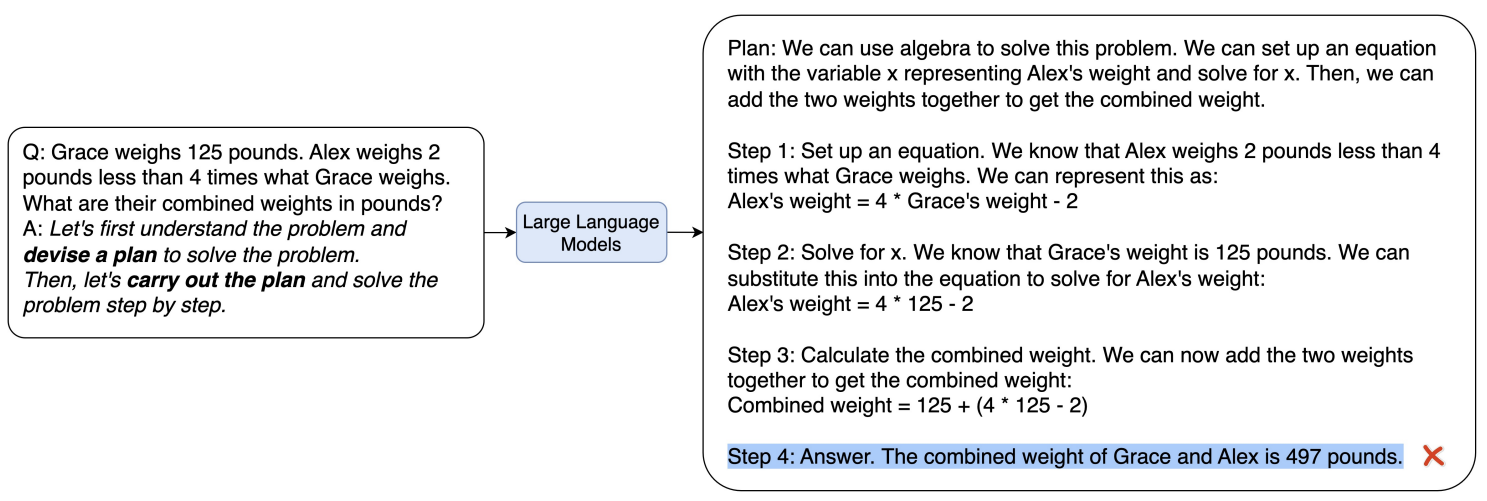 Q: Grace weighs 125 pounds. Alex weighs 2
pounds less than 4 times what Grace weighs.
What are their combined weights in pounds?
A: Let's first understand the problem and
devise a plan to solve the problem.
Then, let's carry out the plan and solve the
problem step by step.
Large Language
Models
Plan: We can use algebra to solve this problem. We can set up an equation
with the variable x representing Alex's weight and solve for x. Then, we can
add the two weights together to get the combined weight.
Step 1: Set up an equation. We know that Alex weighs 2 pounds less than 4
times what Grace weighs. We can represent this as:
Alex's weight = 4 * Grace's weight - 2
Step 2: Solve for x. We know that Grace's weight is 125 pounds. We can
substitute this into the equation to solve for Alex's weight:
Alex's weight = 4 * 125 - 2
Step 3: Calculate the combined weight. We can now add the two weights
together to get the combined weight:
Combined weight = 125 + (4 * 125 - 2)
Step 4: Answer. The combined weight of Grace and Alex is 497 pounds.